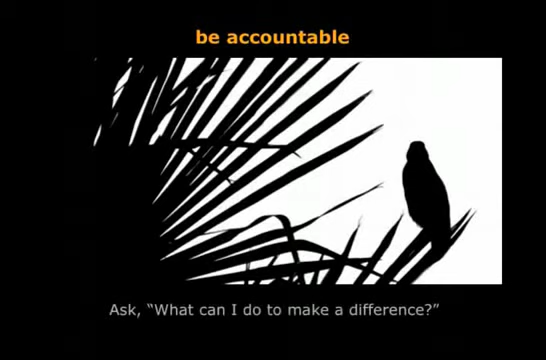 be accountable
Ask, “What can I do to make a difference?”